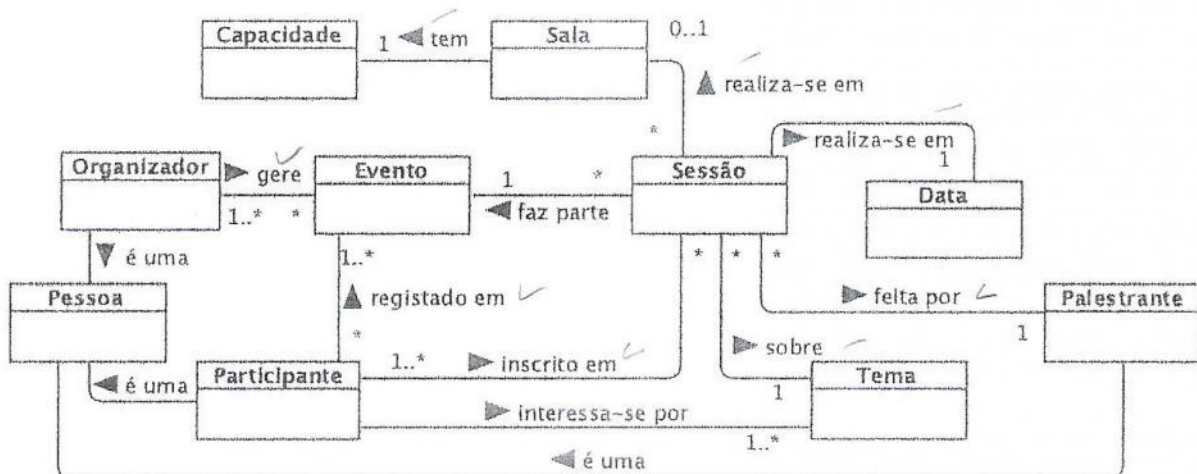 Capacidade
1 ◄ tem
Sala
0..1
▲ realiza-se em
*
► realiza-se em
1
Data
Organizador
► gere
1..* *
Evento
1 *
◄ faz parte
Sessão
▼ é uma
1..*
* * *
Pessoa
▲ registado em
*
► feita por
1
Palestrante
◄ é uma
Participante
1..* ► inscrito em
► sobre
1
Tema
► interessa-se por
1..*
◄ é uma